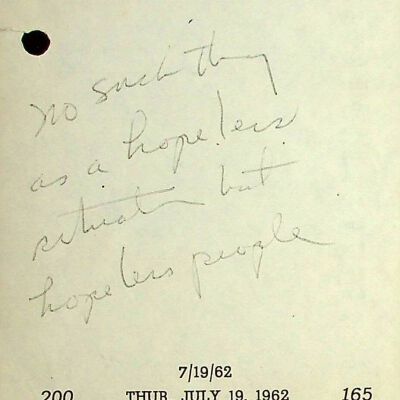 no such thing
as a hopeless
situation but
hopeless people
7/19/62
200 THUR. JULY 19, 1962 165